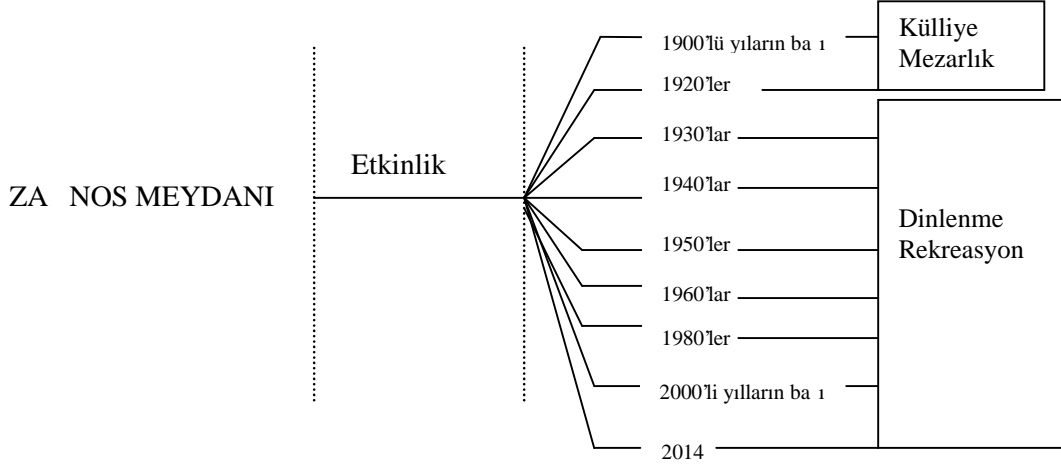 ZA NOS MEYDANI
Etkinlik
1900'lü yıların ba ı
1920'ler
1930'lar
1940'lar
1950'ler
1960'lar
1980'ler
2000'li yılların ba ı
2014
Külliye
Mezarlık
Dinlenme
Rekreasyon